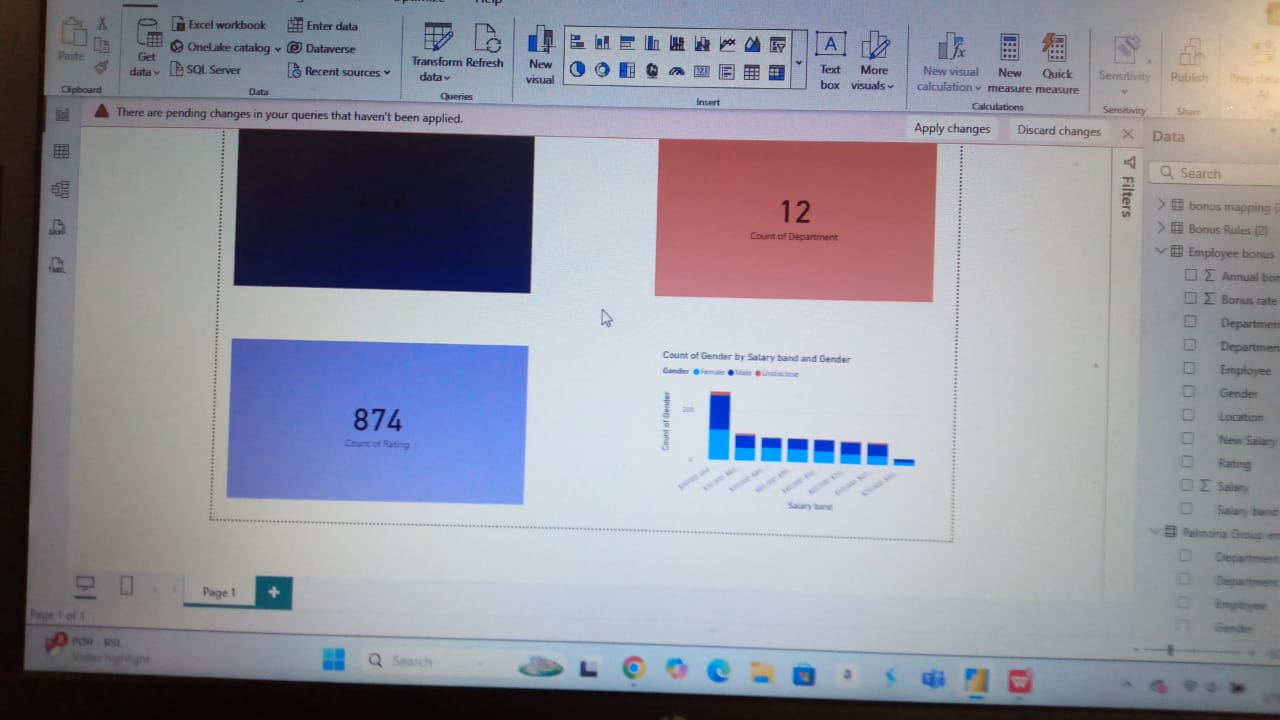 Help
Paste
Clipboard
Get
data
Excel workbook
OneLake catalog
SQL Server
Enter data
Dataverse
Recent sources
Data
Transform
data
Refresh
Queries
New
visual
Insert
Text
box
More
visuals
New visual
calculation
New
measure
Quick
measure
Calculations
Sensitivity
Sensitivity
Publish
Share
Prep data
AI
There are pending changes in your queries that haven't been applied.
Apply changes
Discard changes
Filters
Data
Search
bonus mapping
Bonus Rules (2)
Employee bonus
Annual bon
Bonus rate
Departmen
Departmen
Employee
Gender
Location
New Salary
Rating
Salary
Salary band
Palmoria Group em
Department
Department
Employee
Gender
874
12
Count of Department
874
Count of Rating
Count of Gender by Salary band and Gender
Gender Female Male Undisclose
Count of Gender
200
0
Salary band
Page 1
Page 1 of 1
POR - RSL
Video highlight
Search